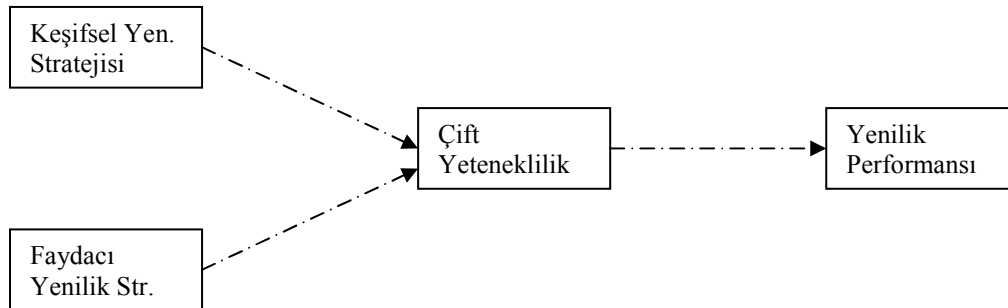 Keşifsel Yen.
Stratejisi
Çift
Yeteneklilik
Yenilik
Performansı
Faydacı
Yenilik Str.